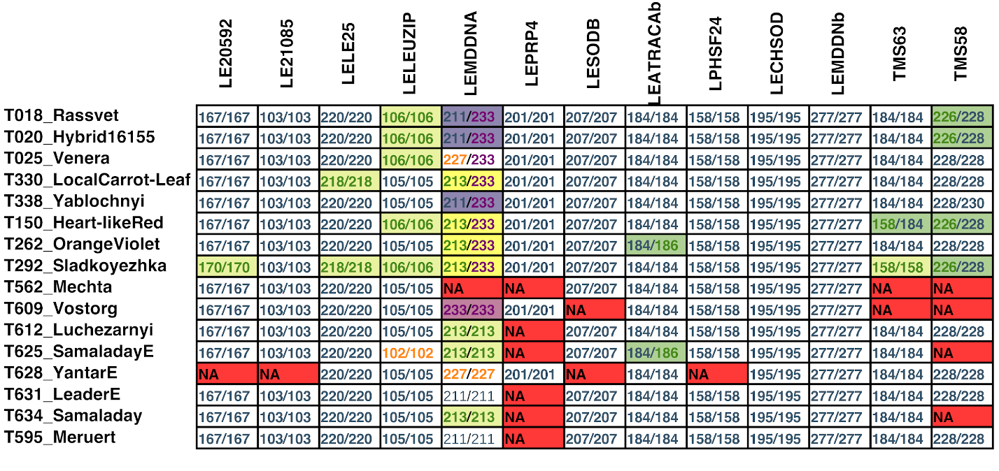 LE20592 LE21085 LELE25 LELEUZIP LEMDDNA LEPRP4 LESODB LEATRACAb LPHSF24 LECHSOD LEMDDNb TMS63 TMS58
T018_Rassvet 167/167 103/103 220/220 106/106 211/233 201/201 207/207 184/184 158/158 195/195 277/277 184/184 226/228
T020_Hybrid16155 167/167 103/103 220/220 106/106 211/233 201/201 207/207 184/184 158/158 195/195 277/277 184/184 226/228
T025_Venera 167/167 103/103 220/220 106/106 227/233 201/201 207/207 184/184 158/158 195/195 277/277 184/184 228/228
T330_LocalCarrot-Leaf 167/167 103/103 218/218 105/105 213/233 201/201 207/207 184/184 158/158 195/195 277/277 184/184 228/228
T338_Yablochnyi 167/167 103/103 220/220 105/105 211/233 201/201 207/207 184/184 158/158 195/195 277/277 184/184 228/230
T150_Heart-likeRed 167/167 103/103 220/220 106/106 213/233 201/201 207/207 184/184 158/158 195/195 277/277 158/184 226/228
T262_OrangeViolet 167/167 103/103 220/220 105/105 213/233 201/201 207/207 184/186 158/158 195/195 277/277 184/184 228/228
T292_Sladkoyezhka 170/170 103/103 218/218 106/106 213/233 201/201 207/207 184/184 158/158 195/195 277/277 158/158 226/228
T562_Mechta 167/167 103/103 220/220 105/105 NA NA 207/207 184/184 158/158 195/195 277/277 NA NA
T609_Vostorg 167/167 103/103 220/220 105/105 233/233 201/201 NA 184/184 158/158 195/195 277/277 NA NA
T612_Luchezarnyi 167/167 103/103 220/220 105/105 213/213 NA 207/207 184/184 158/158 195/195 277/277 184/184 228/228
T625_SamaladayE 167/167 103/103 220/220 102/102 213/213 NA 207/207 184/186 158/158 195/195 277/277 184/184 NA
T628_YantarE NA NA 220/220 105/105 227/227 201/201 NA 184/184 NA 195/195 277/277 184/184 228/228
T631_LeaderE 167/167 103/103 220/220 105/105 211/211 NA 207/207 184/184 158/158 195/195 277/277 184/184 228/228
T634_Samaladay 167/167 103/103 220/220 105/105 213/213 NA 207/207 184/184 158/158 195/195 277/277 184/184 NA
T595_Meruert 167/167 103/103 220/220 105/105 211/211 NA 207/207 184/184 158/158 195/195 277/277 184/184 228/228